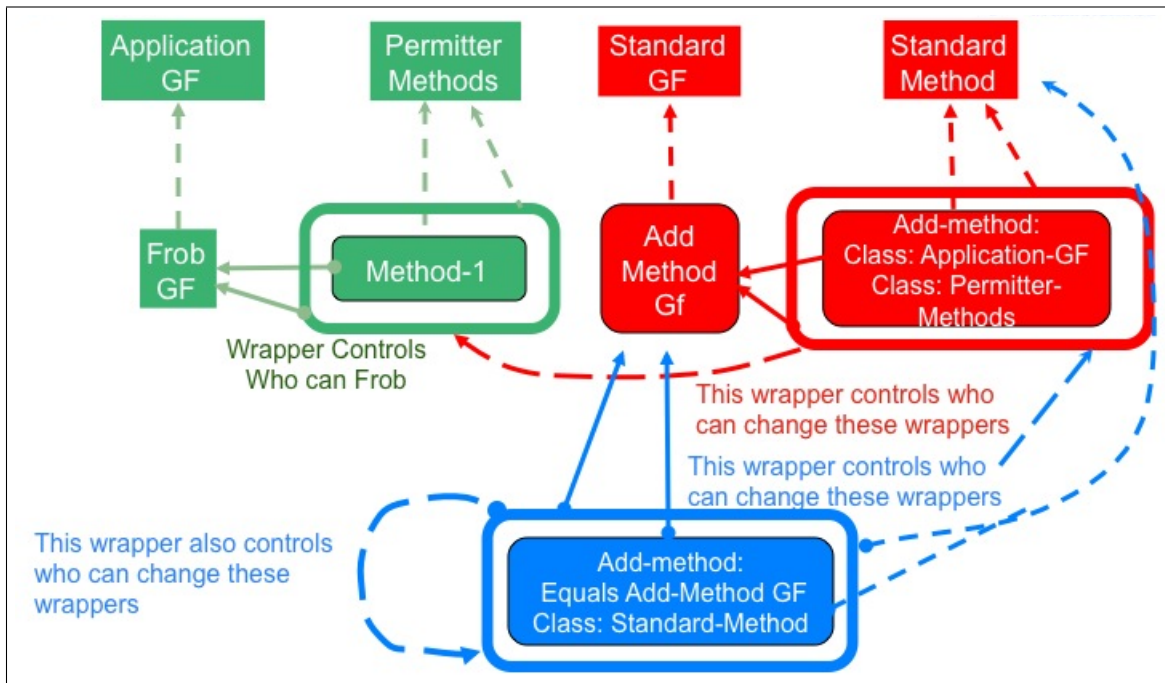 Application
GF
Permitter
Methods
Standard
GF
Standard
Method
Frob
GF
Method-1
Add
Method
Gf
Add-method:
Class: Application-GF
Class: Permitter-
Methods
Wrapper Controls
Who can Frob
This wrapper controls who
can change these wrappers
This wrapper controls who
can change these wrappers
This wrapper also controls
who can change these
wrappers
Add-method:
Equals Add-Method GF
Class: Standard-Method